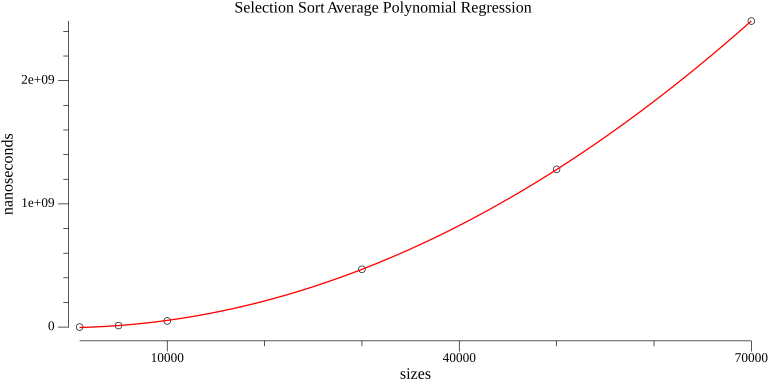 Selection Sort Average Polynomial Regression
2e+09
1e+09
0
nanoseconds
10000
40000
70000
sizes